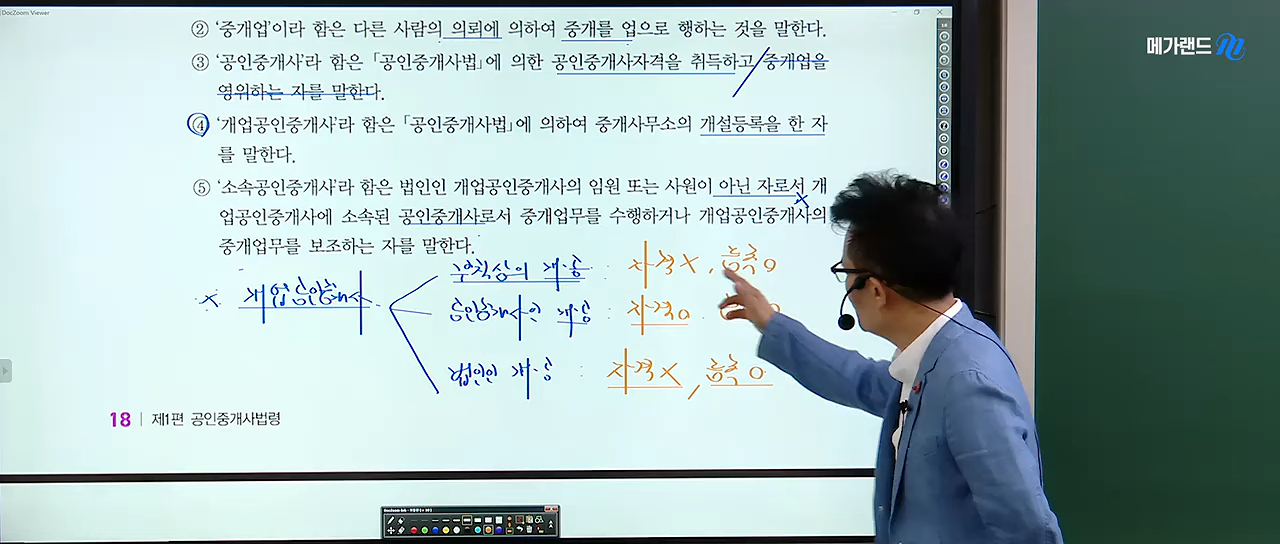 DocZoom Viewer
메가랜드
② '중개업'이라 함은 다른 사람의 의뢰에 의하여 중개를 업으로 행하는 것을 말한다.
③ '공인중개사'라 함은 「공인중개사법」에 의한 공인중개사자격을 취득하고 중개업을
영위하는 자를 말한다.
④ '개업공인중개사'라 함은 「공인중개사법」에 의하여 중개사무소의 개설등록을 한 자
를 말한다.
⑤ '소속공인중개사'라 함은 법인인 개업공인중개사의 임원 또는 사원이 아닌 자로서 개
업공인중개사에 소속된 공인중개사로서 중개업무를 수행하거나 개업공인중개사의
중개업무를 보조하는 자를 말한다.
부칙상의 개·공 : 자격 X, 등록 O
개업공인중개사
공인중개사인 개·공 : 자격 O
법인인 개·공 : 자격 X, 등록 O
18 | 제1편 공인중개사법령